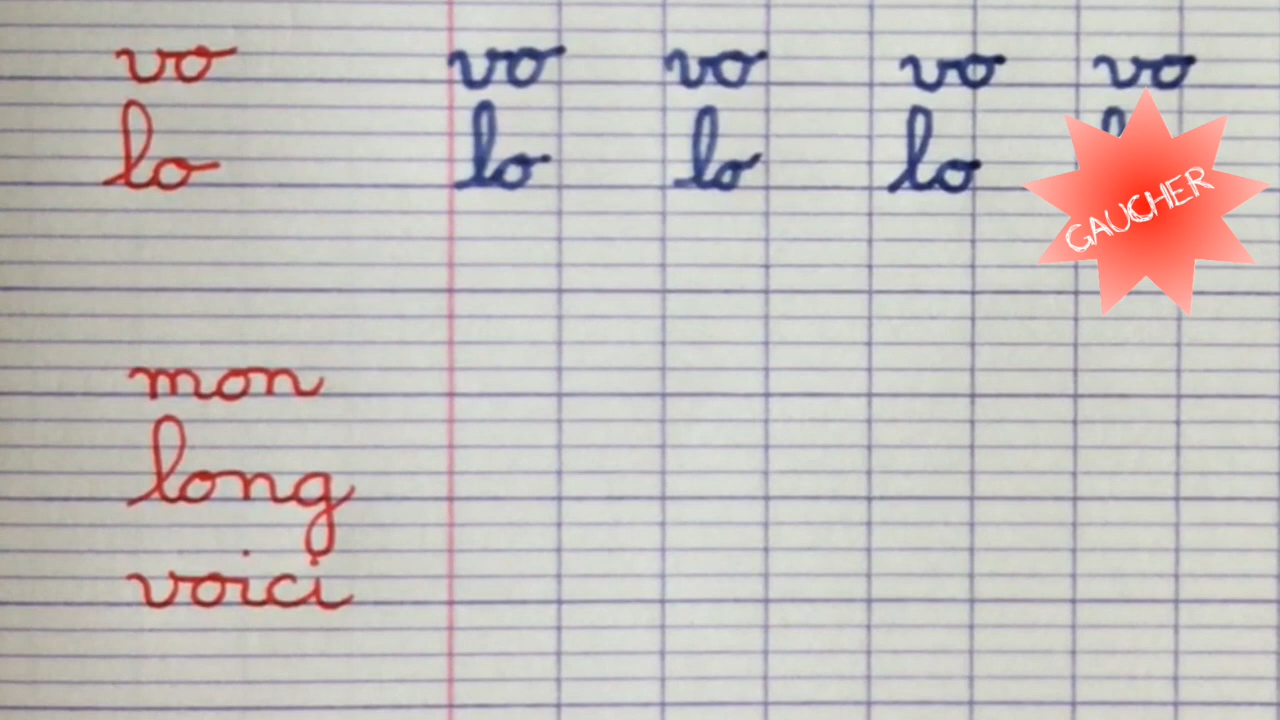 vo vo vo vo vo
lo lo lo lo
GAUCHER
mon
long
voici